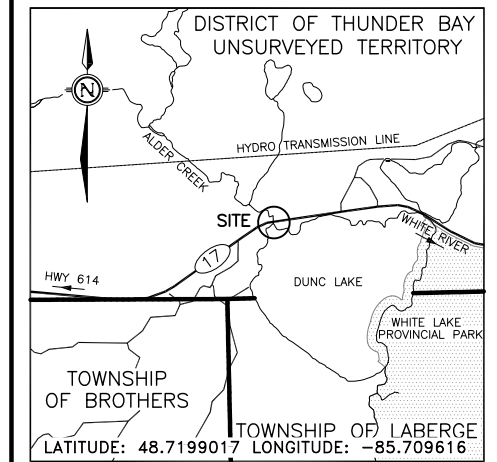 DISTRICT OF THUNDER BAY
UNSURVEYED TERRITORY
N
HYDRO TRANSMISSION LINE
ALDER CREEK
SITE
WHITE RIVER
17
HWY 614
DUNC LAKE
WHITE LAKE
PROVINCIAL PARK
TOWNSHIP
OF BROTHERS
TOWNSHIP OF LABERGE
LATITUDE: 48.7199017 LONGITUDE: -85.709616